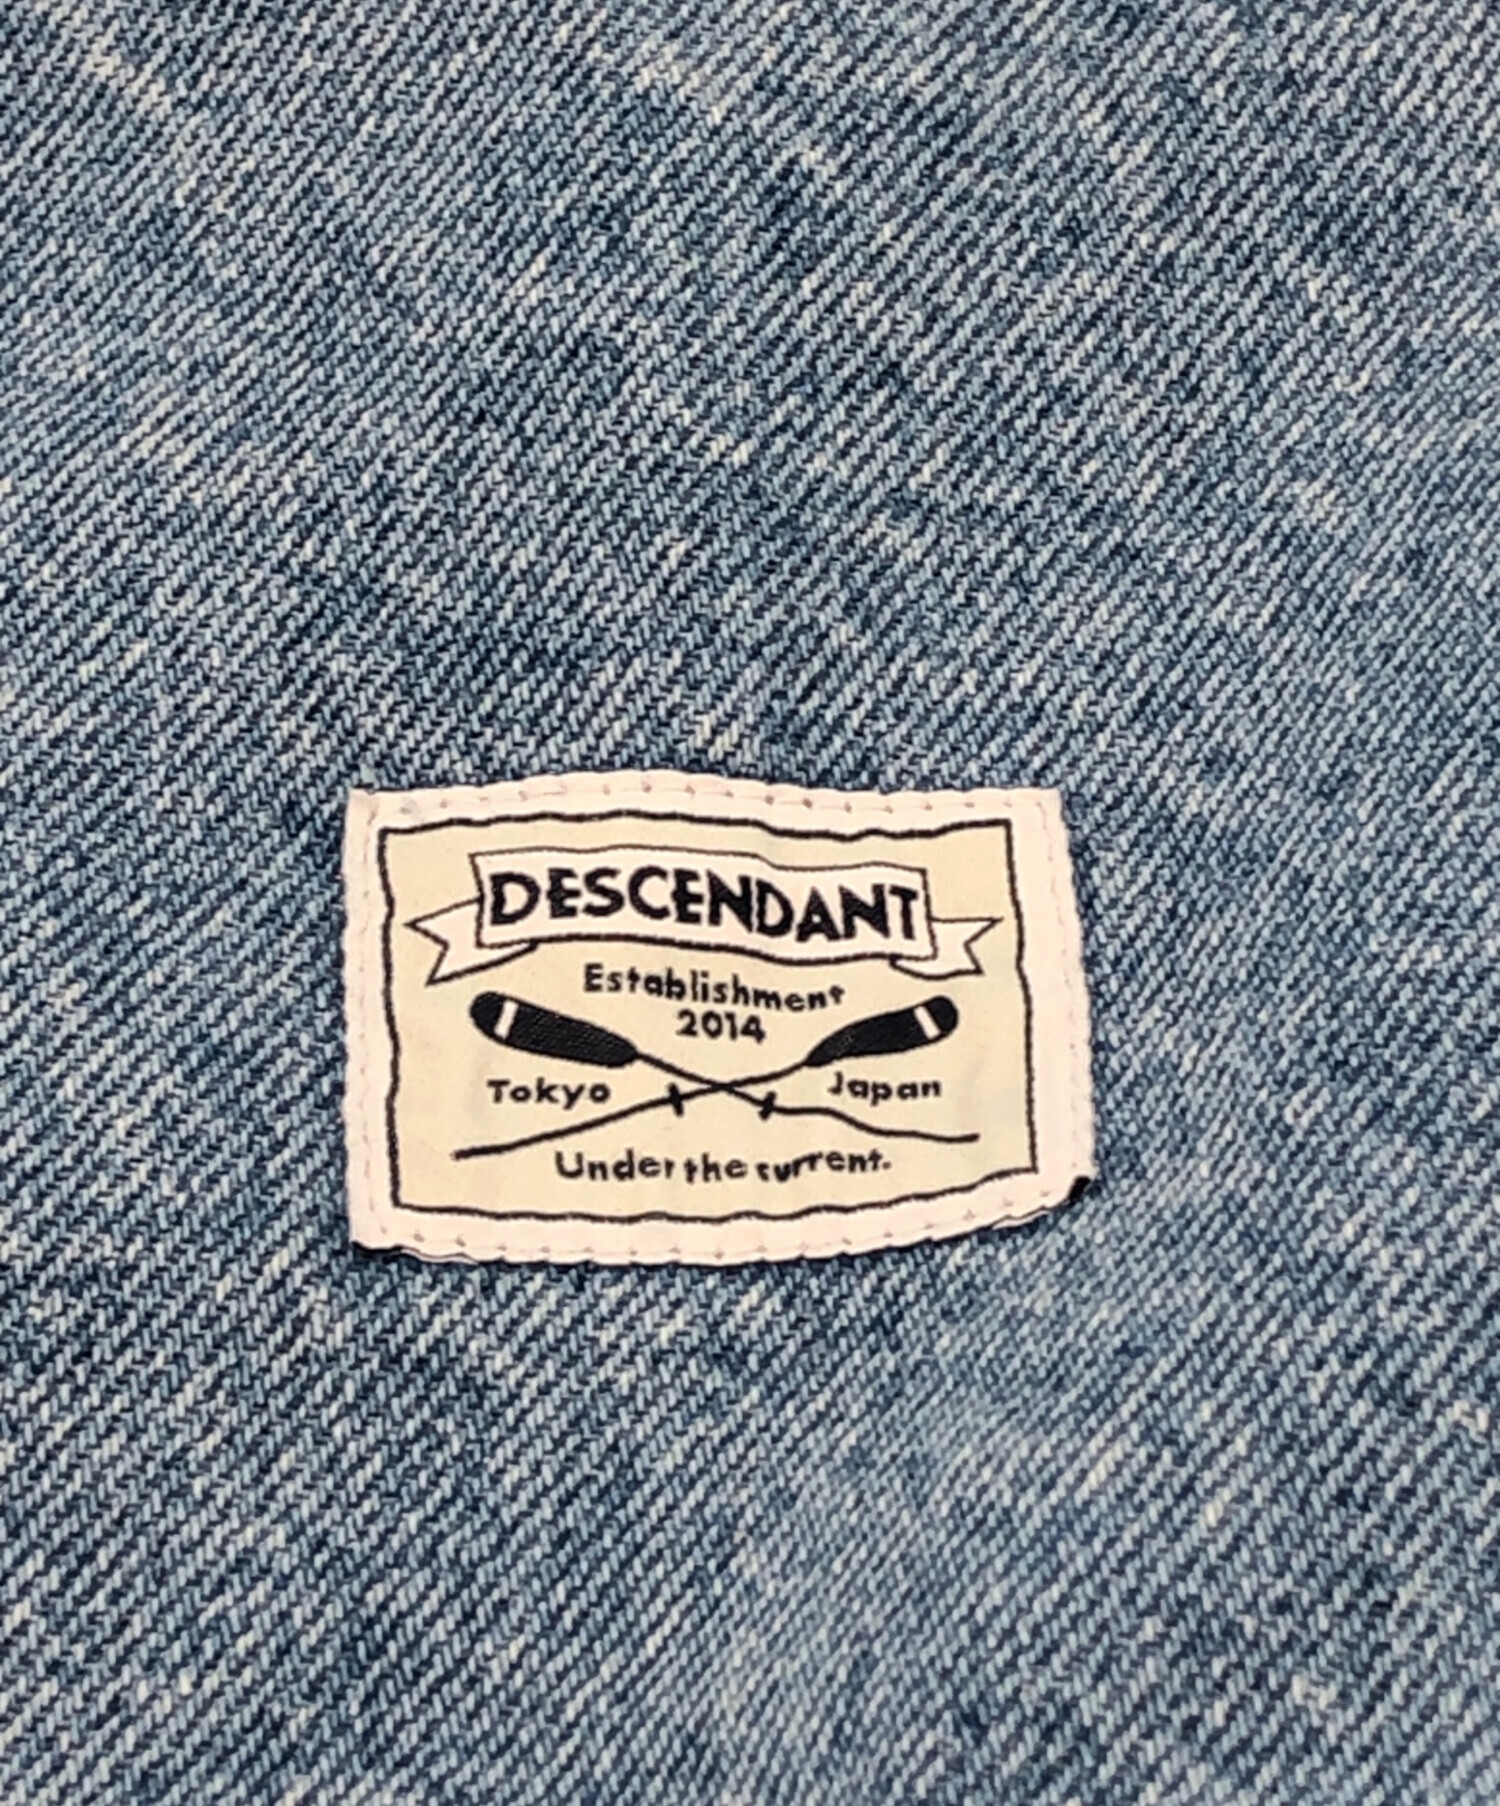 DESCENDANT
Establishment
2014
Tokyo
Japan
Under the current.